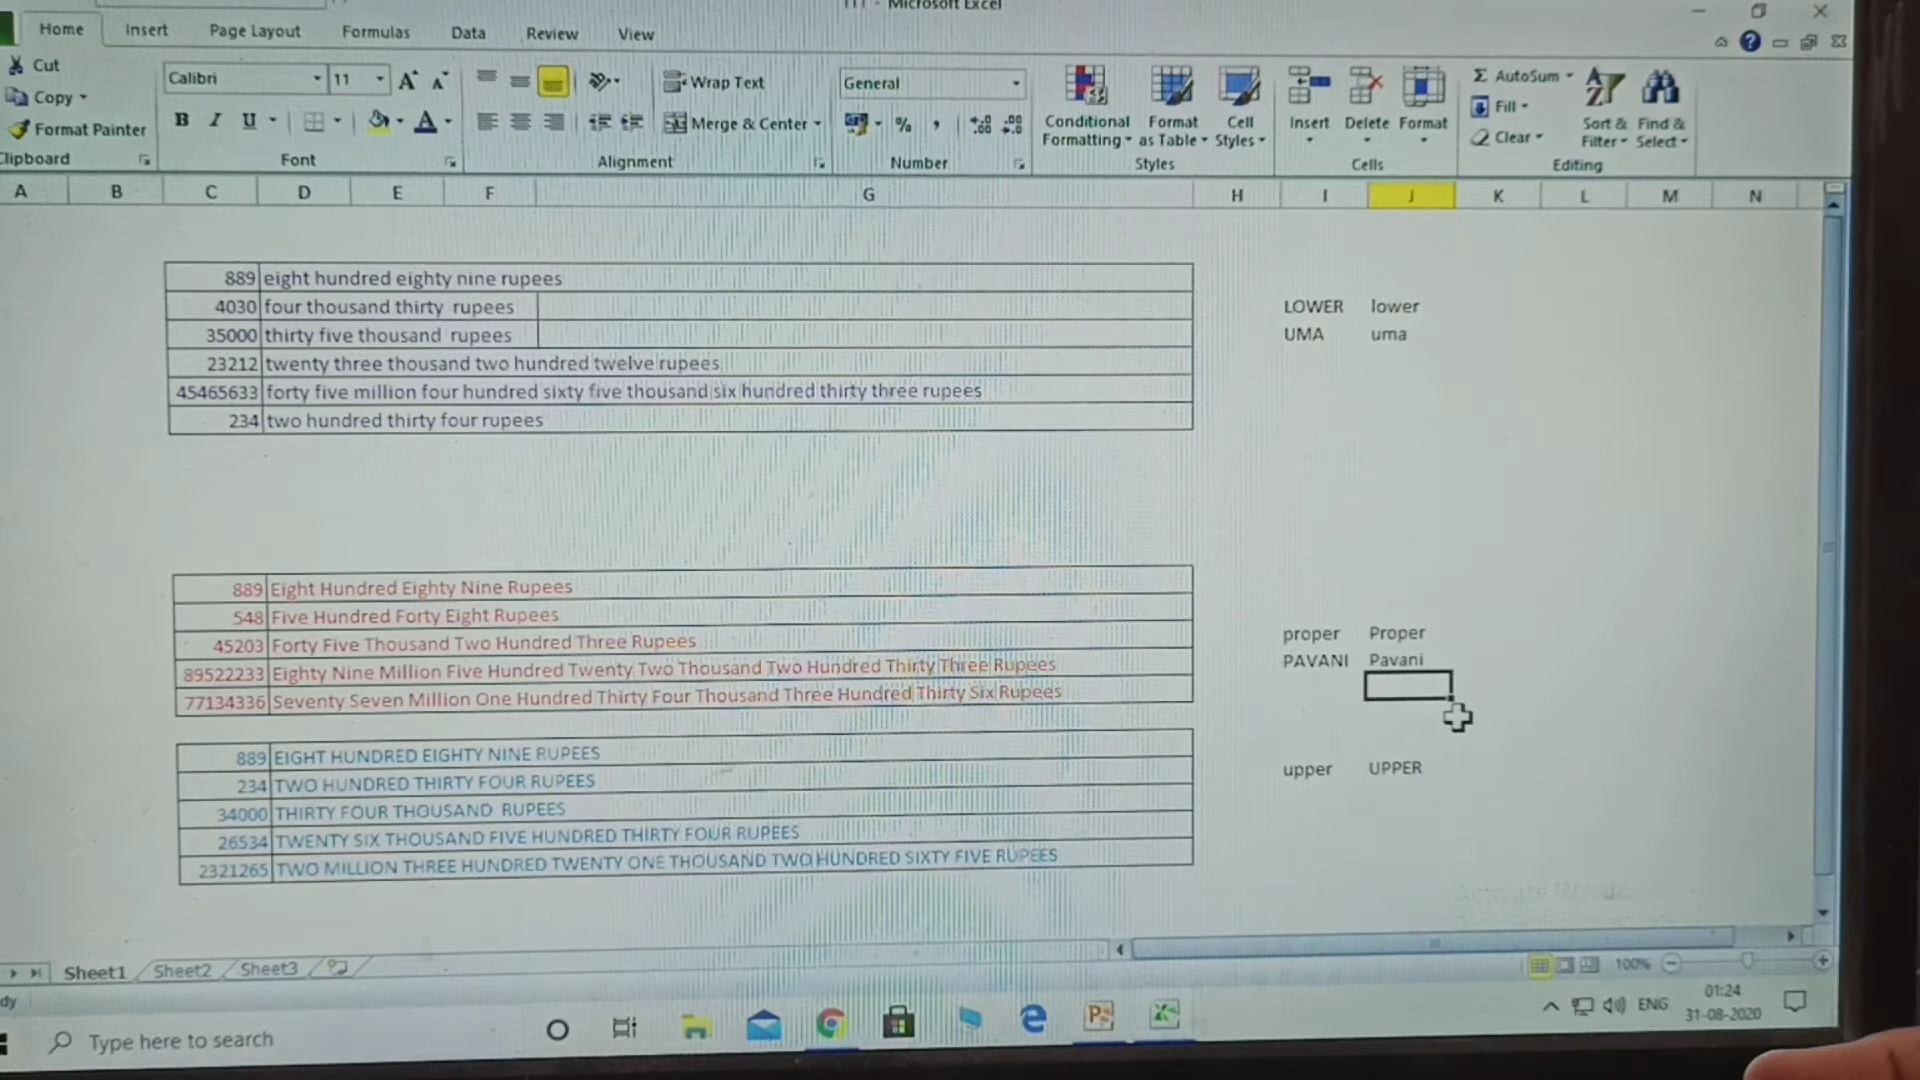 111 - Microsoft Excel
Home Insert Page Layout Formulas Data Review View
Cut
Copy
Format Painter
Clipboard
Calibri 11
B I U A
Font
Wrap Text
Merge & Center
Alignment
General
% ,
Number
Conditional Formatting Format as Table Cell Styles
Styles
Insert Delete Format
Cells
Σ AutoSum
Fill
Clear
Sort & Filter Find & Select
Editing
A B C D E F G H I J K L M N
889 eight hundred eighty nine rupees
4030 four thousand thirty rupees LOWER lower
35000 thirty five thousand rupees UMA uma
23212 twenty three thousand two hundred twelve rupees
45465633 forty five million four hundred sixty five thousand six hundred thirty three rupees
234 two hundred thirty four rupees
889 Eight Hundred Eighty Nine Rupees
548 Five Hundred Forty Eight Rupees
45203 Forty Five Thousand Two Hundred Three Rupees proper Proper
89522233 Eighty Nine Million Five Hundred Twenty Two Thousand Two Hundred Thirty Three Rupees PAVANI Pavani
77134336 Seventy Seven Million One Hundred Thirty Four Thousand Three Hundred Thirty Six Rupees
889 EIGHT HUNDRED EIGHTY NINE RUPEES upper UPPER
234 TWO HUNDRED THIRTY FOUR RUPEES
34000 THIRTY FOUR THOUSAND RUPEES
26534 TWENTY SIX THOUSAND FIVE HUNDRED THIRTY FOUR RUPEES
2321265 TWO MILLION THREE HUNDRED TWENTY ONE THOUSAND TWO HUNDRED SIXTY FIVE RUPEES
Sheet1 Sheet2 Sheet3
100%
Type here to search
ENG
01:24
31-08-2020